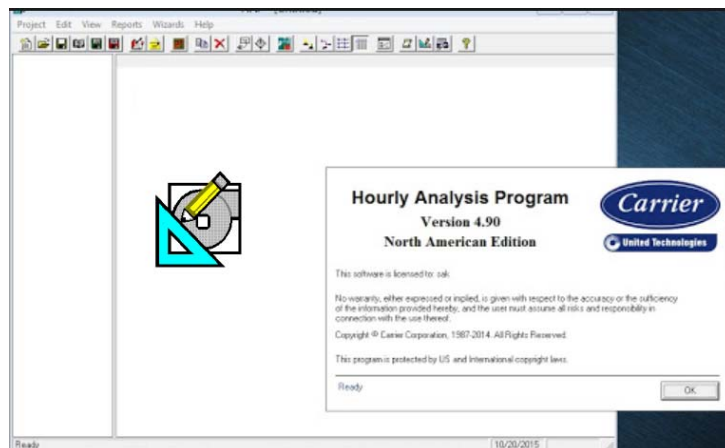 Project Edit View Reports Wizards Help
Hourly Analysis Program
Version 4.90
North American Edition
Carrier
United Technologies
This software is licensed to: sak
No warranty, either expressed or implied, is given with respect to the accuracy or the sufficiency
of the information provided hereby, and the user must assume all risks and responsibility in
connection with the use thereof.
Copyright © Carrier Corporation, 1987-2014. All Rights Reserved.
This program is protected by US and International copyright laws.
Ready
OK
Ready
10/20/2015